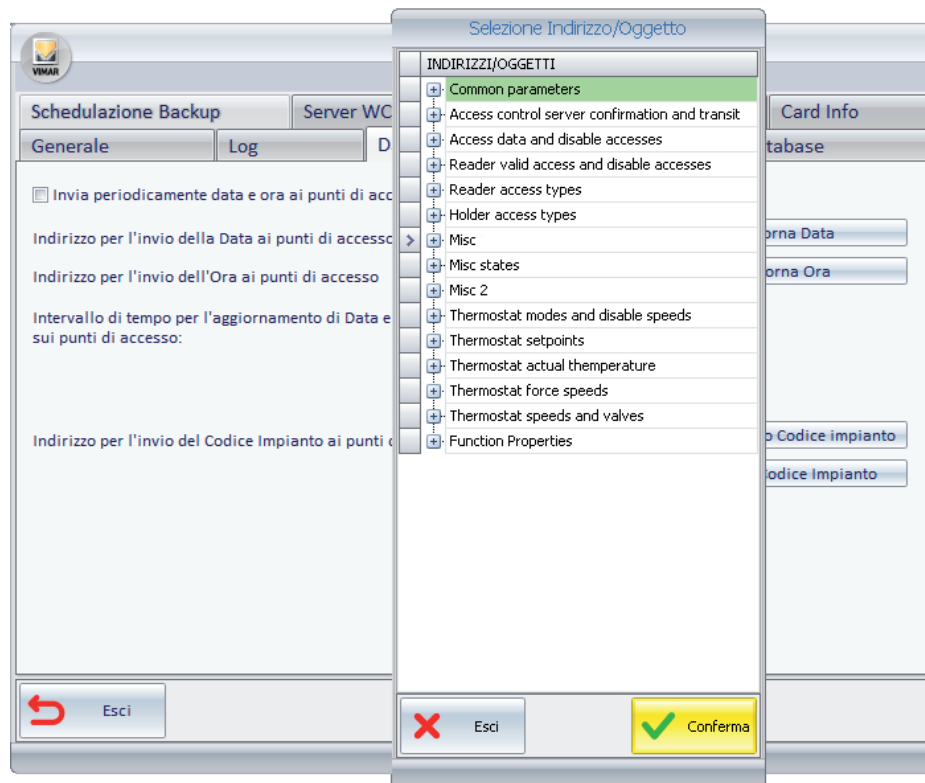 Selezione Indirizzo/Oggetto
VIMAR
INDIRIZZI/OGGETTI
Common parameters
Access control server confirmation and transit
Access data and disable accesses
Reader valid access and disable accesses
Reader access types
Holder access types
Misc
Misc states
Misc 2
Thermostat modes and disable speeds
Thermostat setpoints
Thermostat actual themperature
Thermostat force speeds
Thermostat speeds and valves
Function Properties
Esci
Conferma
Schedulazione Backup
Server WC
Card Info
Generale
Log
D
tabase
Invia periodicamente data e ora ai punti di acc
Indirizzo per l'invio della Data ai punti di accesso
orna Data
Indirizzo per l'invio dell'Ora ai punti di accesso
orna Ora
Intervallo di tempo per l'aggiornamento di Data e
sui punti di accesso:
Indirizzo per l'invio del Codice Impianto ai punti d
o Codice impianto
Codice Impianto
Esci